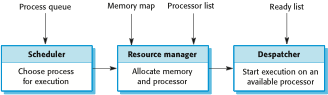 Process queue
Memory map
Processor list
Ready list
Scheduler
Choose process
for execution
Resource manager
Allocate memory
and processor
Despatcher
Start execution on an
available processor